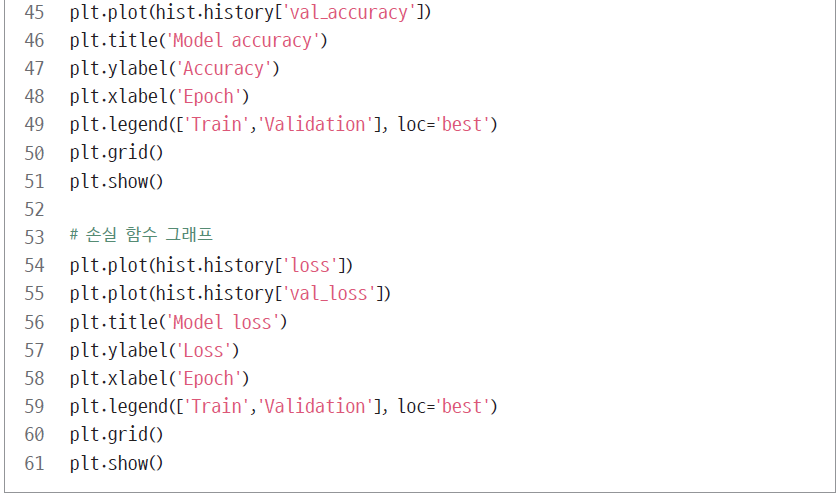 45 plt.plot(hist.history['val_accuracy'])
46 plt.title('Model accuracy')
47 plt.ylabel('Accuracy')
48 plt.xlabel('Epoch')
49 plt.legend(['Train','Validation'], loc='best')
50 plt.grid()
51 plt.show()
52
53 # 손실 함수 그래프
54 plt.plot(hist.history['loss'])
55 plt.plot(hist.history['val_loss'])
56 plt.title('Model loss')
57 plt.ylabel('Loss')
58 plt.xlabel('Epoch')
59 plt.legend(['Train','Validation'], loc='best')
60 plt.grid()
61 plt.show()